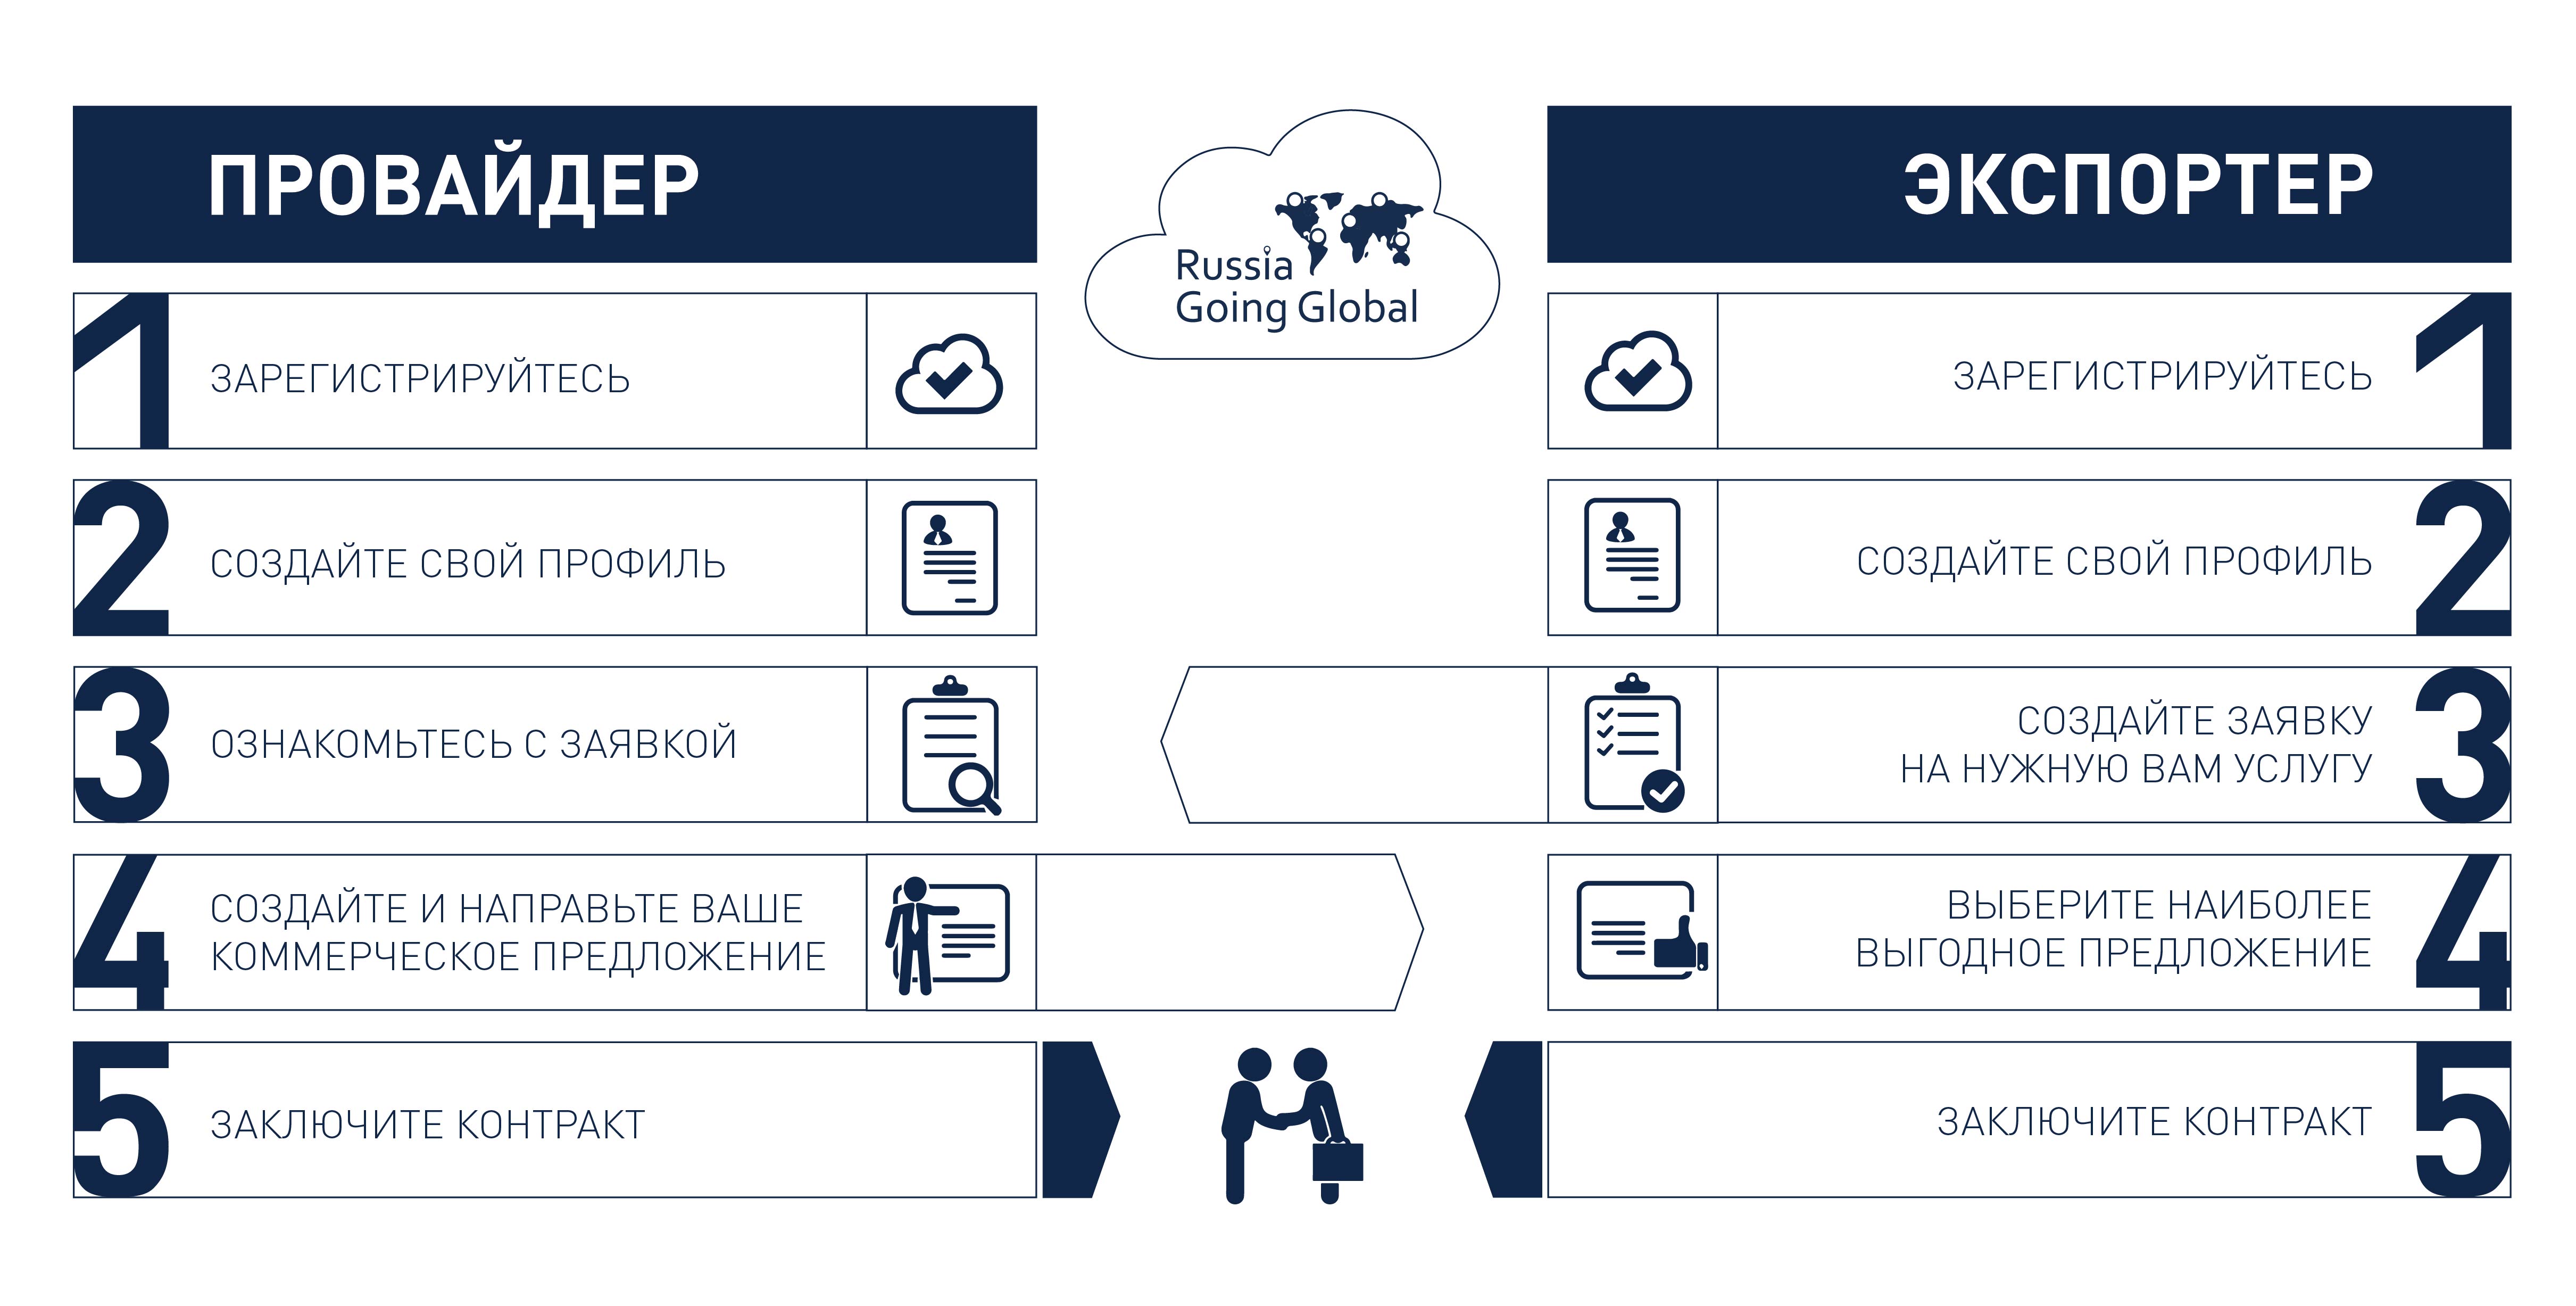 ПРОВАЙДЕР
1
ЗАРЕГИСТРИРУЙТЕСЬ
2
СОЗДАЙТЕ СВОЙ ПРОФИЛЬ
3
ОЗНАКОМЬТЕСЬ С ЗАЯВКОЙ
4
СОЗДАЙТЕ И НАПРАВЬТЕ ВАШЕ
КОММЕРЧЕСКОЕ ПРЕДЛОЖЕНИЕ
5
ЗАКЛЮЧИТЕ КОНТРАКТ
Russia
Going Global
ЭКСПОРТЕР
ЗАРЕГИСТРИРУЙТЕСЬ
1
СОЗДАЙТЕ СВОЙ ПРОФИЛЬ
2
СОЗДАЙТЕ ЗАЯВКУ
НА НУЖНУЮ ВАМ УСЛУГУ
3
ВЫБЕРИТЕ НАИБОЛЕЕ
ВЫГОДНОЕ ПРЕДЛОЖЕНИЕ
4
ЗАКЛЮЧИТЕ КОНТРАКТ
5